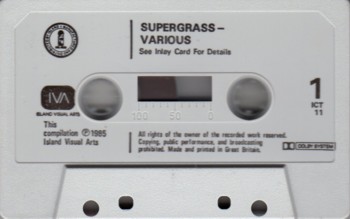 SUPERGRASS –
VARIOUS
See Inlay Card For Details
IVA
ISLAND VISUAL ARTS
1
ICT
11
100 50 0
This
compilation Ⓟ 1985
Island Visual Arts
All rights of the owner of the recorded work reserved.
Copying, public performance, and broadcasting
prohibited. Made and printed in Great Britain.
DOLBY SYSTEM